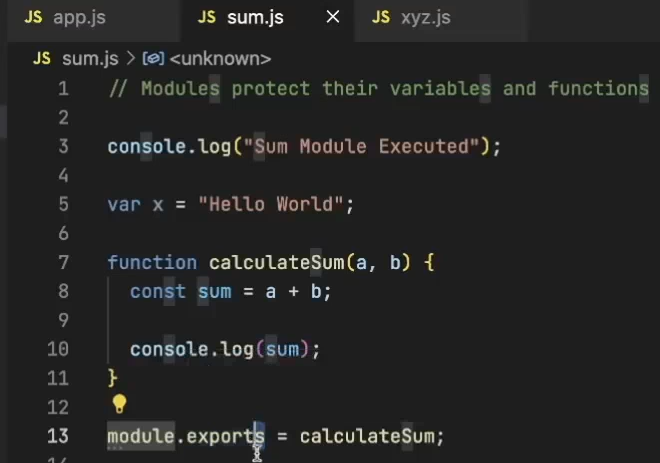 JS app.js JS sum.js × JS xyz.js
JS sum.js > <unknown>
1 // Modules protect their variables and functions
2
3 console.log("Sum Module Executed");
4
5 var x = "Hello World";
6
7 function calculateSum(a, b) {
8 const sum = a + b;
9
10 console.log(sum);
11 }
12
13 module.exports = calculateSum;